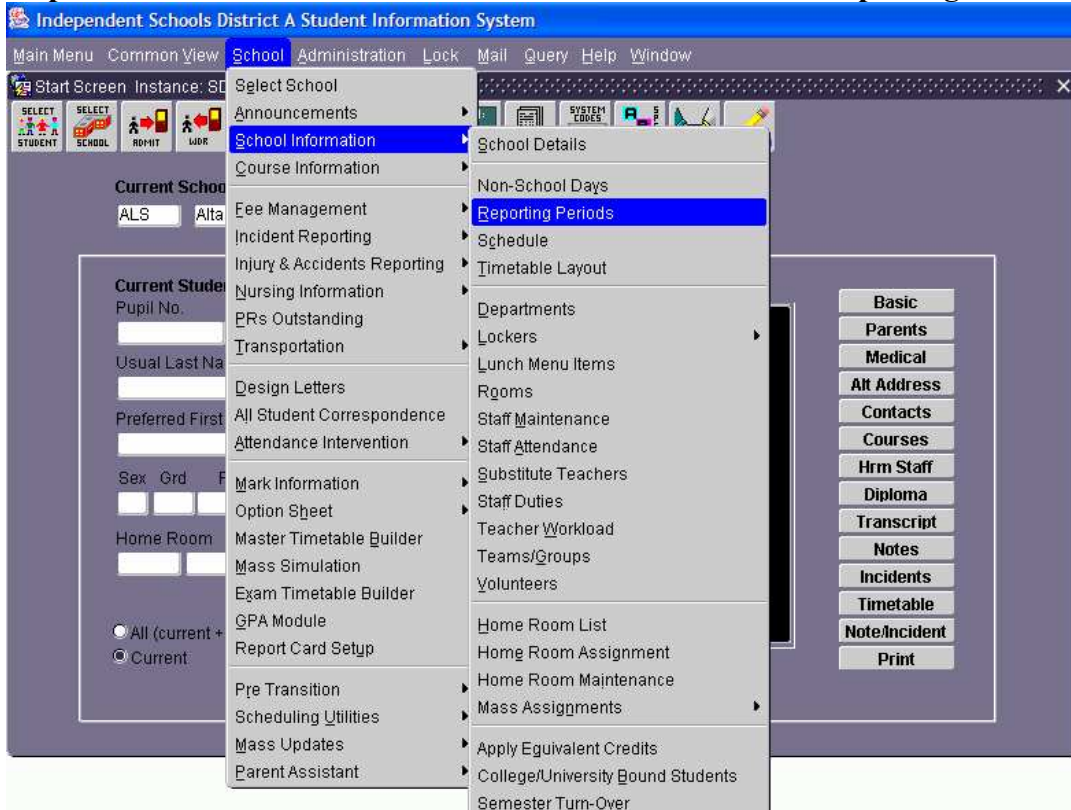 Independent Schools District A Student Information System
Main Menu Common View School Administration Lock Mail Query Help Window
Start Screen Instance:
SELECT STUDENT
SELECT SCHOOL
ADMIT
WDR
SYSTEM CODES
Select School
Announcements
School Information
Course Information
Fee Management
Incident Reporting
Injury & Accidents Reporting
Nursing Information
PRs Outstanding
Transportation
Design Letters
All Student Correspondence
Attendance Intervention
Mark Information
Option Sheet
Master Timetable Builder
Mass Simulation
Exam Timetable Builder
GPA Module
Report Card Setup
Pre Transition
Scheduling Utilities
Mass Updates
Parent Assistant
School Details
Non-School Days
Reporting Periods
Schedule
Timetable Layout
Departments
Lockers
Lunch Menu Items
Rooms
Staff Maintenance
Staff Attendance
Substitute Teachers
Staff Duties
Teacher Workload
Teams/Groups
Volunteers
Home Room List
Home Room Assignment
Home Room Maintenance
Mass Assignments
Apply Equivalent Credits
College/University Bound Students
Semester Turn-Over
Current Schoo
ALS Alta
Current Studer
Pupil No.
Usual Last Na
Preferred First
Sex Grd
Home Room
All (current +
Current
Basic
Parents
Medical
Alt Address
Contacts
Courses
Hrm Staff
Diploma
Transcript
Notes
Incidents
Timetable
Note/Incident
Print